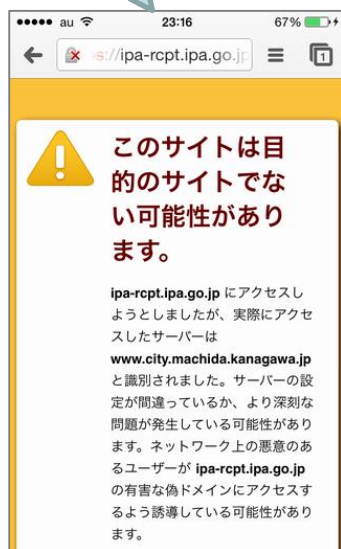 au 23:16 67%
s://ipa-rcpt.ipa.go.jp
1
このサイトは目
的のサイトでな
い可能性があり
ます。
ipa-rcpt.ipa.go.jp にアクセスし
ようとしましたが、実際にアクセ
スしたサーバーは
www.city.machida.kanagawa.jp
と識別されました。サーバーの設
定が間違っているか、より深刻な
問題が発生している可能性があり
ます。ネットワーク上の悪意のあ
るユーザーが ipa-rcpt.ipa.go.jp
の有害な偽ドメインにアクセスす
るよう誘導している可能性があり
ます。